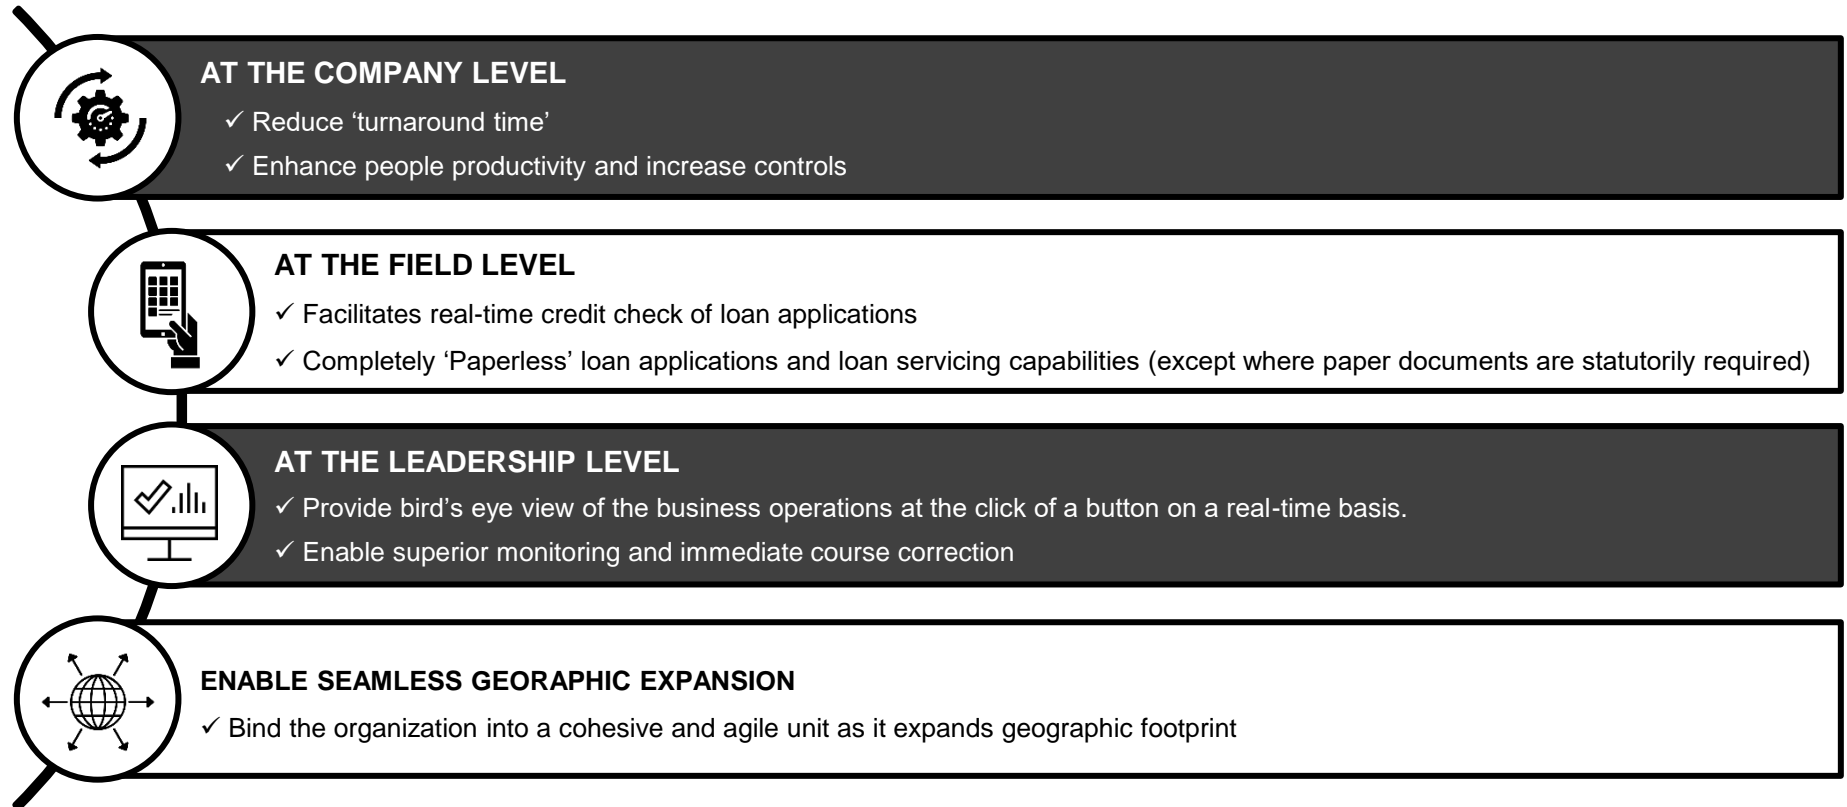 AT THE COMPANY LEVEL
✓ Reduce ‘turnaround time’
✓ Enhance people productivity and increase controls
AT THE FIELD LEVEL
✓ Facilitates real-time credit check of loan applications
✓ Completely ‘Paperless’ loan applications and loan servicing capabilities (except where paper documents are statutorily required)
AT THE LEADERSHIP LEVEL
✓ Provide bird’s eye view of the business operations at the click of a button on a real-time basis.
✓ Enable superior monitoring and immediate course correction
ENABLE SEAMLESS GEORAPHIC EXPANSION
✓ Bind the organization into a cohesive and agile unit as it expands geographic footprint